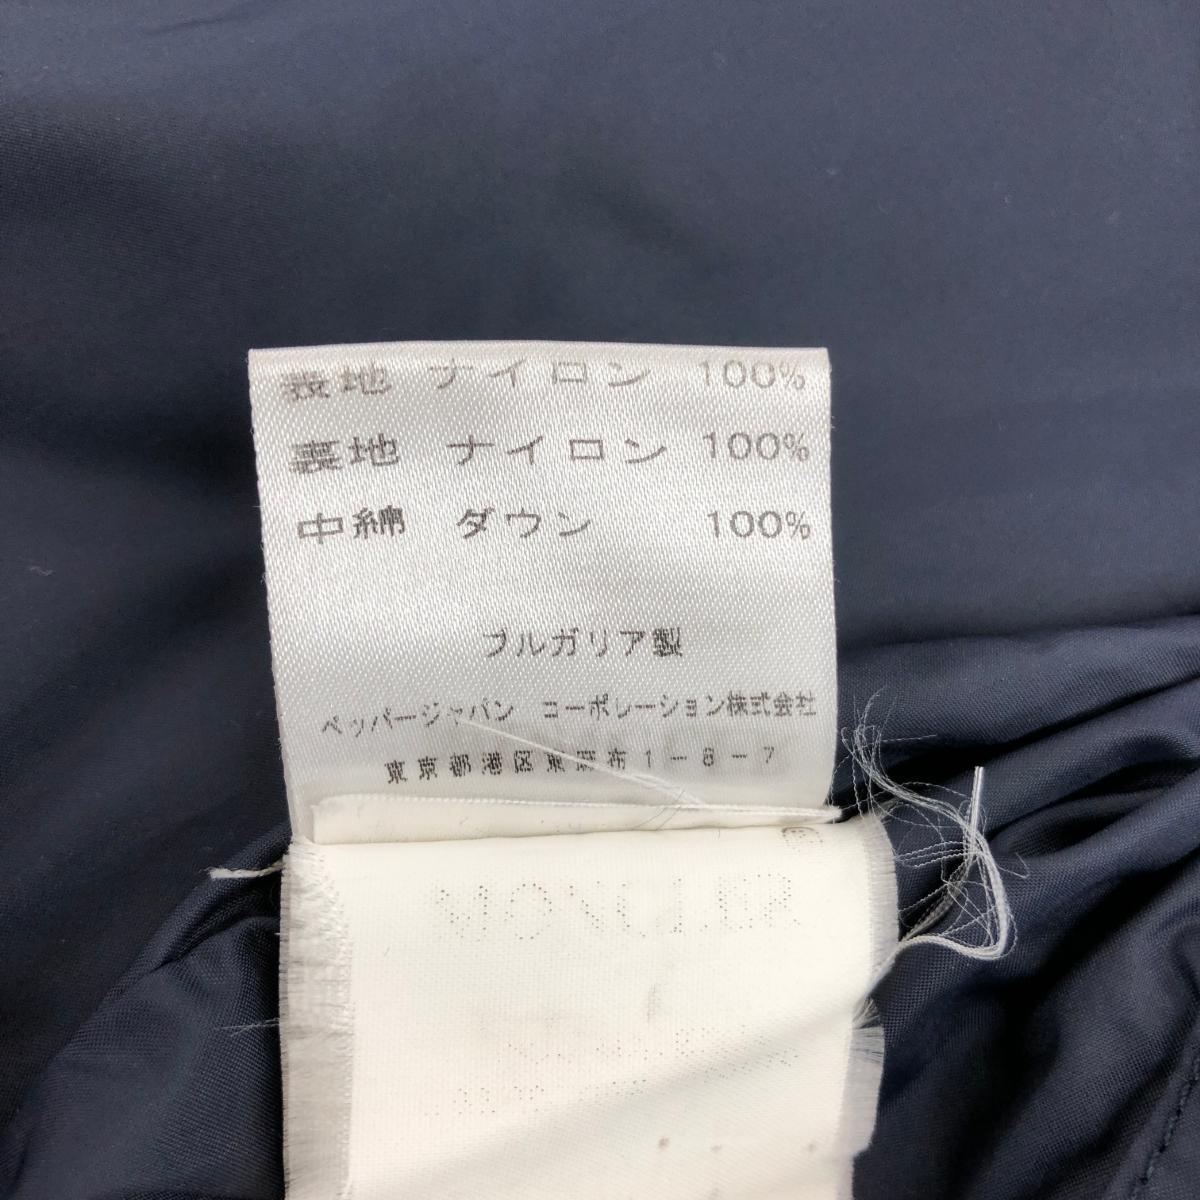 表地 ナイロン 100%
裏地 ナイロン 100%
中綿 ダウン 100%
ブルガリア製
ペッパージャパン コーポレーション株式会社
東京都港区東麻布1-8-7
MONCLER